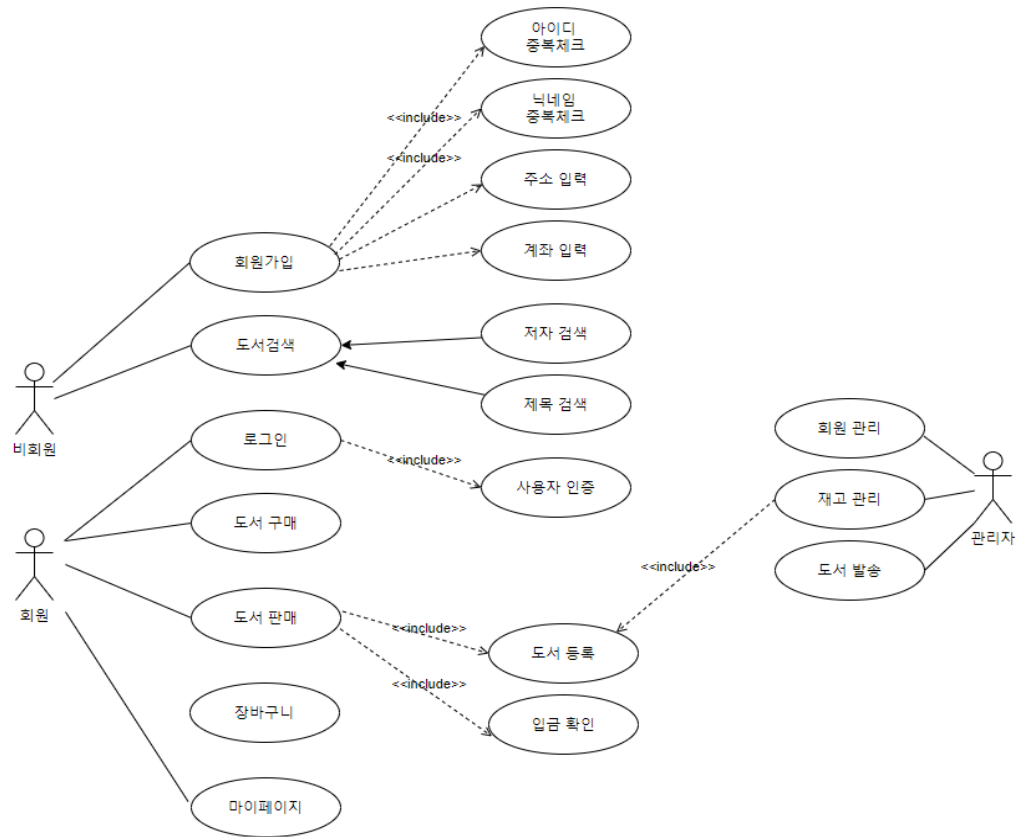 아이디
중복체크
닉네임
중복체크
<<include>>
<<include>>
주소 입력
회원가입
계좌 입력
도서검색
저자 검색
비회원
제목 검색
로그인
<<include>>
사용자 인증
회원 관리
도서 구매
재고 관리
관리자
회원
도서 발송
<<include>>
도서 판매
<<include>>
도서 등록
<<include>>
장바구니
입금 확인
마이페이지